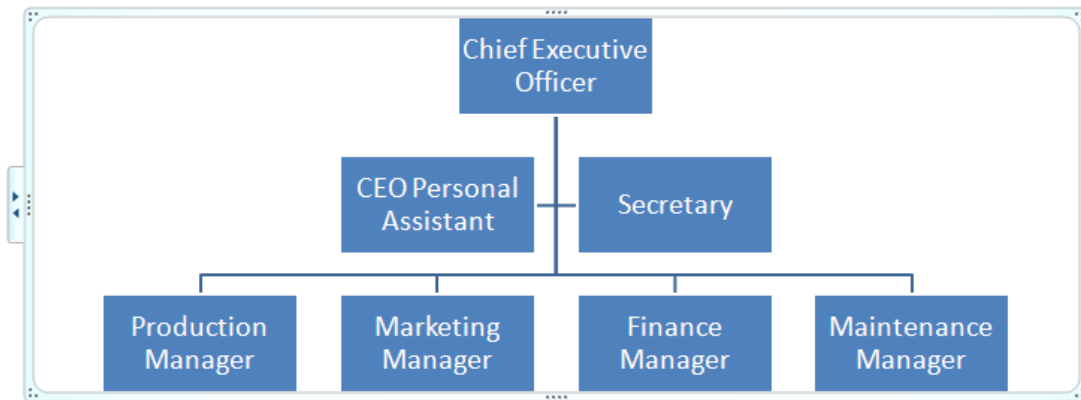 Chief Executive
Officer
CEO Personal
Assistant
Secretary
Production
Manager
Marketing
Manager
Finance
Manager
Maintenance
Manager